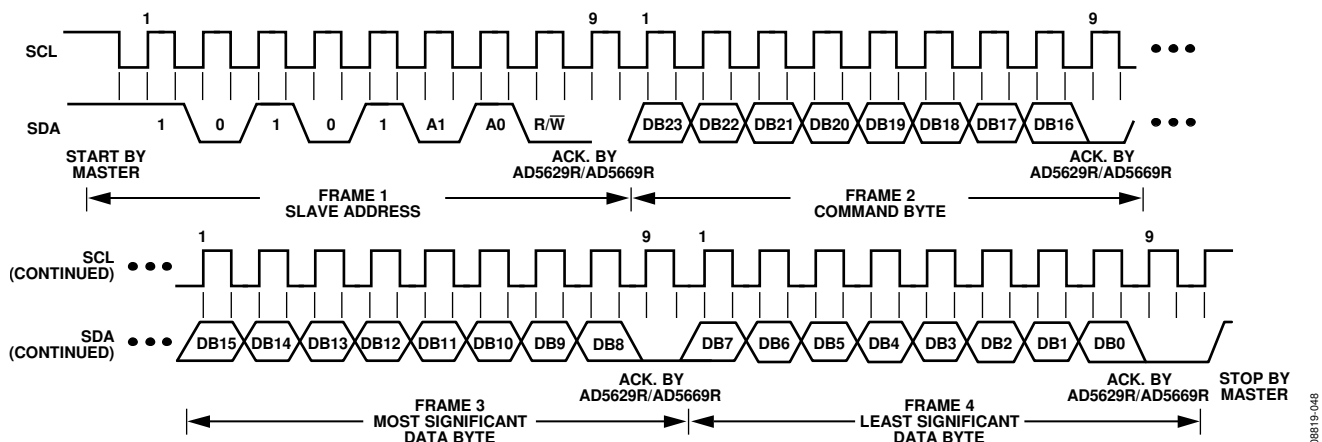 1 9 1 9
SCL
SDA 1 0 1 0 1 A1 A0 R/W̅ DB23 DB22 DB21 DB20 DB19 DB18 DB17 DB16
START BY MASTER
ACK. BY AD5629R/AD5669R
ACK. BY AD5629R/AD5669R
FRAME 1 SLAVE ADDRESS
FRAME 2 COMMAND BYTE
1 9 1 9
SCL (CONTINUED)
SDA (CONTINUED) DB15 DB14 DB13 DB12 DB11 DB10 DB9 DB8 DB7 DB6 DB5 DB4 DB3 DB2 DB1 DB0
ACK. BY AD5629R/AD5669R
ACK. BY AD5629R/AD5669R
STOP BY MASTER
FRAME 3 MOST SIGNIFICANT DATA BYTE
FRAME 4 LEAST SIGNIFICANT DATA BYTE
08819-048